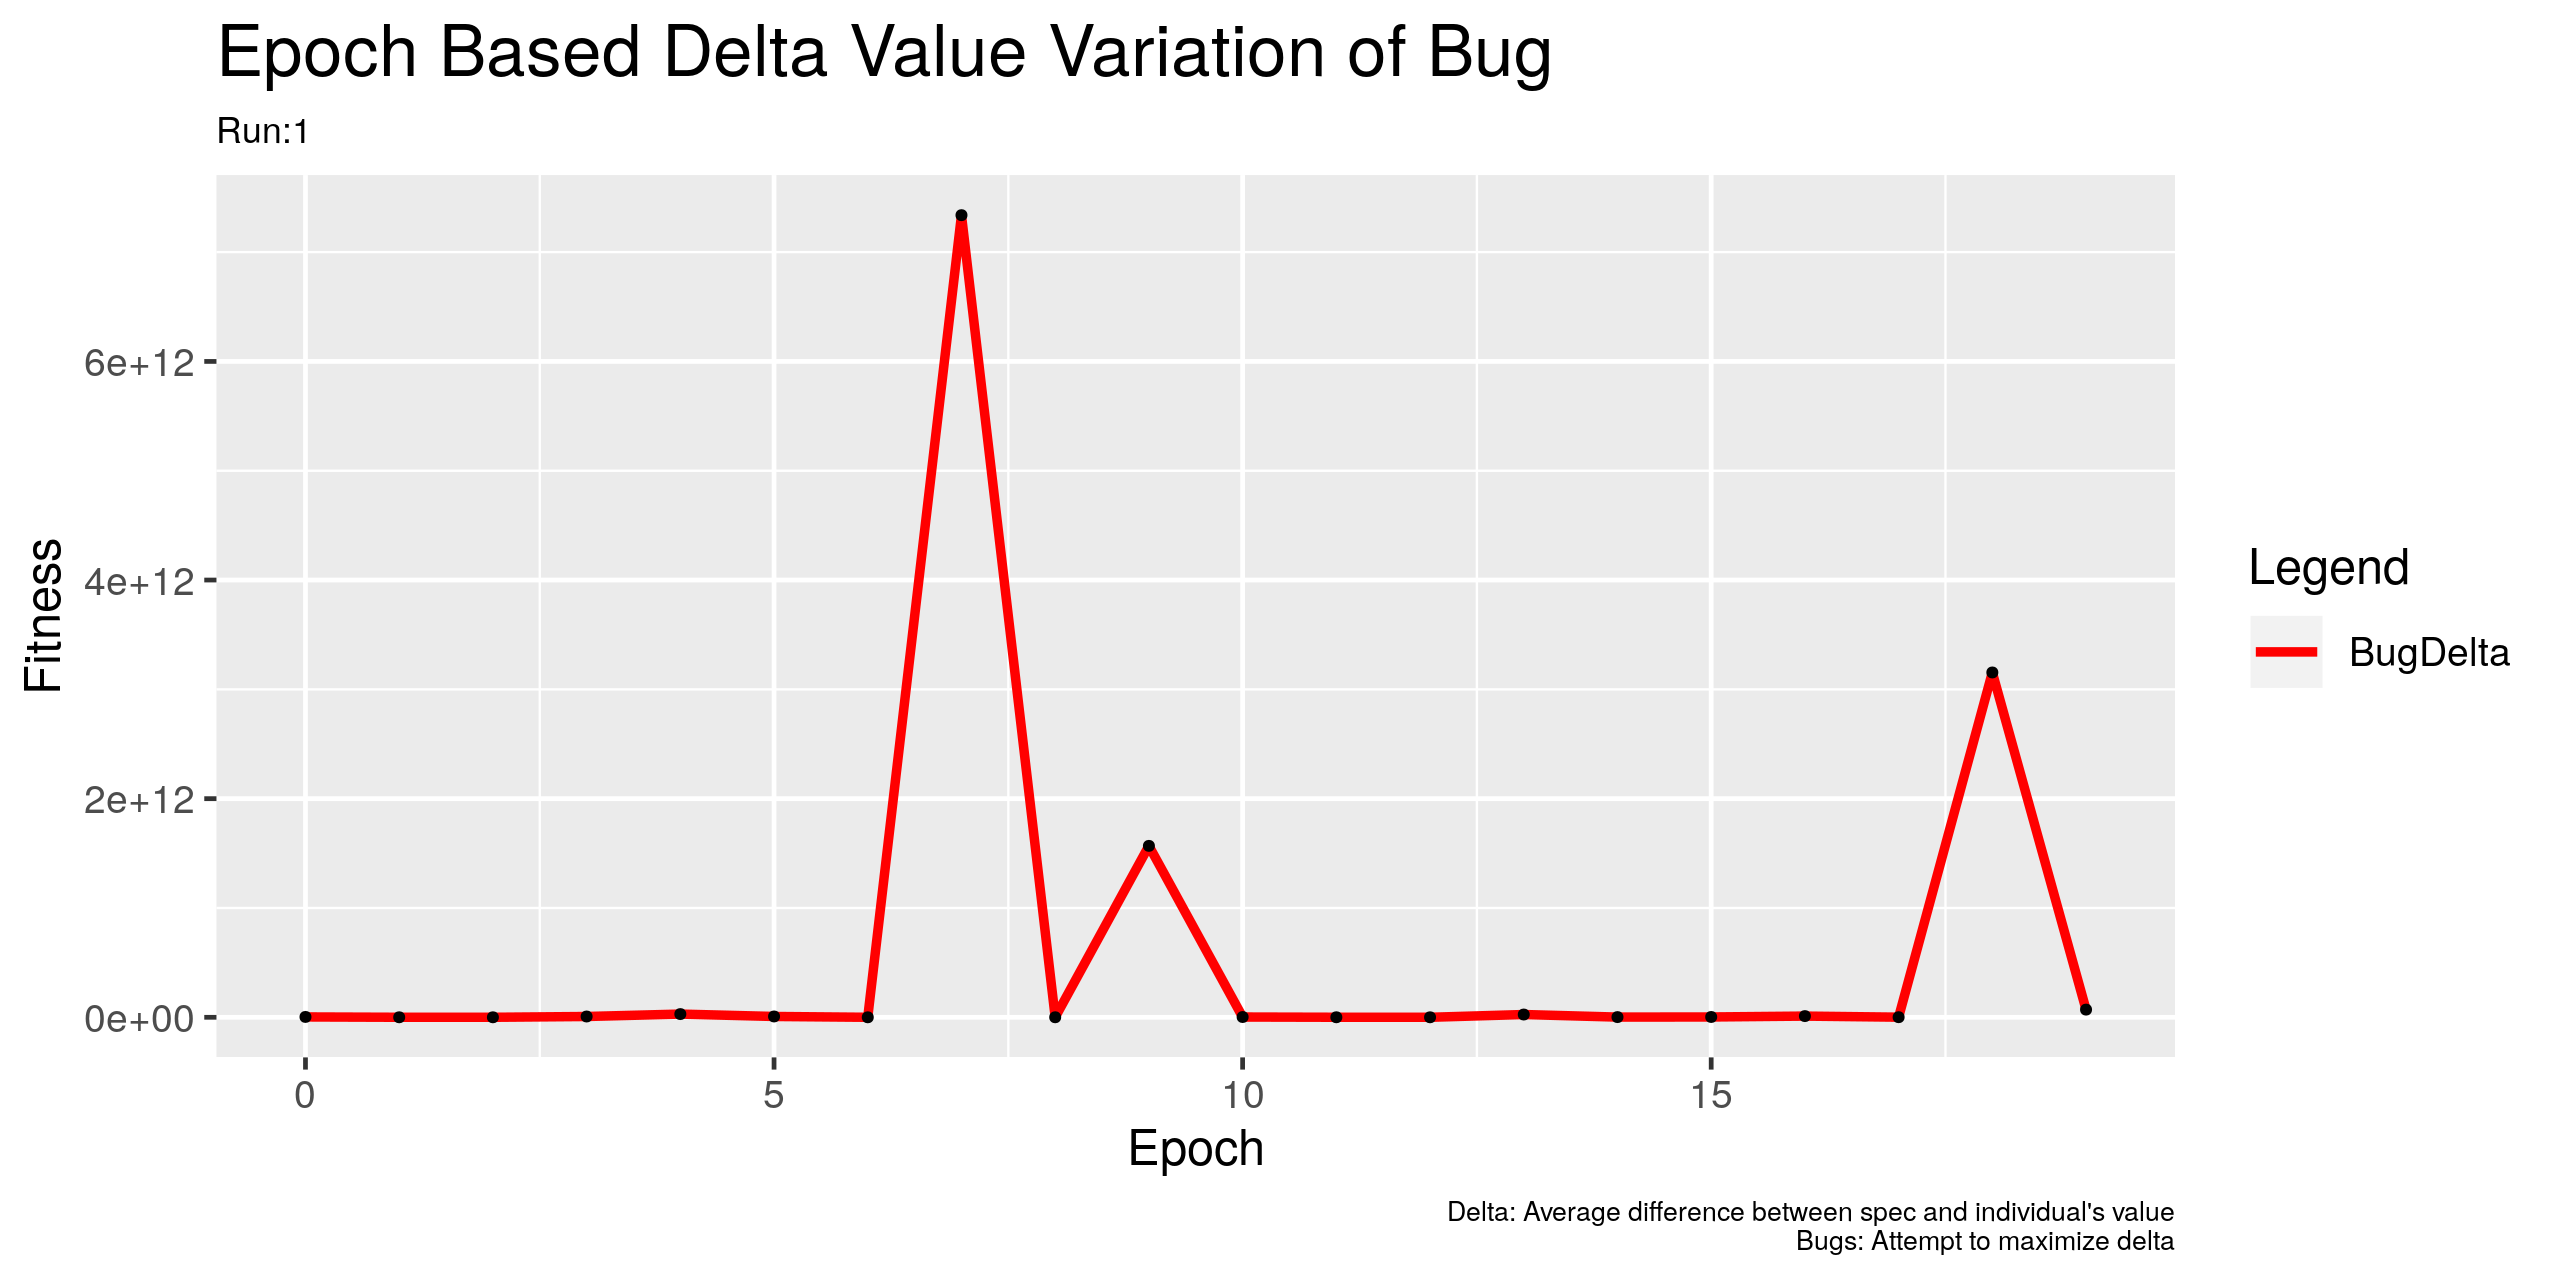 Epoch Based Delta Value Variation of Bug
Run:1
Fitness
6e+12
4e+12
2e+12
0e+00
0
5
10
15
Epoch
Legend
BugDelta
Delta: Average difference between spec and individual's value
Bugs: Attempt to maximize delta